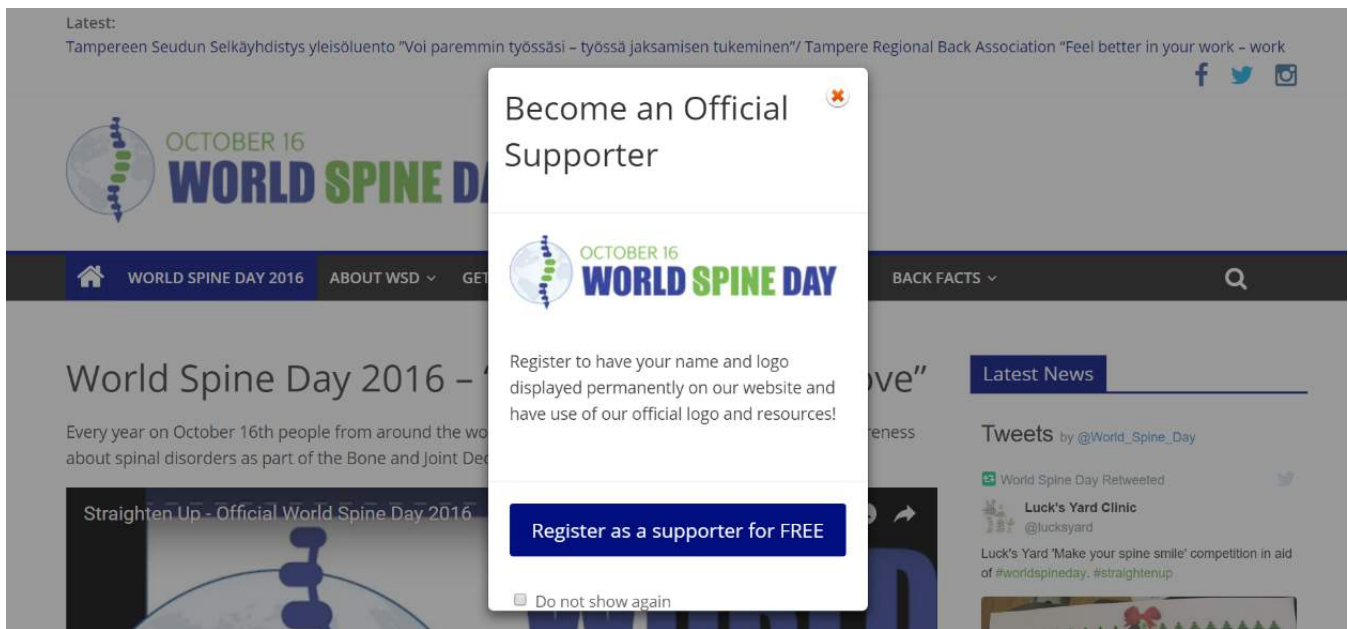 Latest:
Tampereen Seudun Selkäyhdistys yleisöluento "Voi paremmin työssäsi – työssä jaksamisen tukeminen"/ Tampere Regional Back Association "Feel better in your work – work
OCTOBER 16
WORLD SPINE DA
WORLD SPINE DAY 2016 ABOUT WSD GET BACK FACTS
Become an Official
Supporter
OCTOBER 16
WORLD SPINE DAY
Register to have your name and logo
displayed permanently on our website and
have use of our official logo and resources!
Register as a supporter for FREE
Do not show again
World Spine Day 2016 – " ove"
Every year on October 16th people from around the wo reness
about spinal disorders as part of the Bone and Joint Dec
Straighten Up - Official World Spine Day 2016
WORLD
Latest News
Tweets by @World_Spine_Day
World Spine Day Retweeted
Luck's Yard Clinic
@lucksyard
Luck's Yard 'Make your spine smile' competition in aid
of #worldspineday. #straightenup